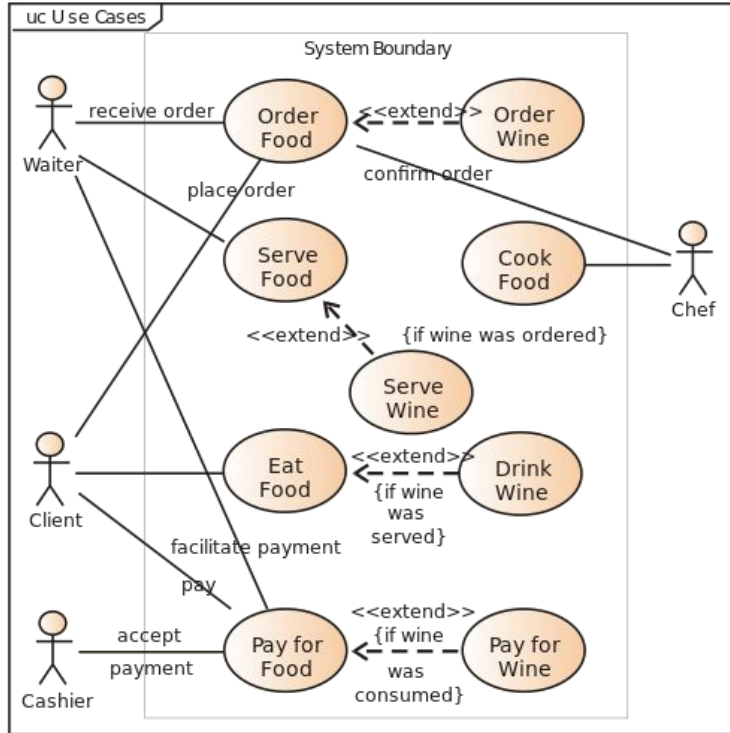 uc Use Cases
System Boundary
receive order
Order
Food
<<extend>>
Order
Wine
Waiter
place order
confirm order
Serve
Food
Cook
Food
Chef
<<extend>>
{if wine was ordered}
Serve
Wine
Client
Eat
Food
<<extend>>
{if wine
was
served}
Drink
Wine
facilitate payment
pay
Cashier
accept
payment
Pay for
Food
<<extend>>
{if wine
was
consumed}
Pay for
Wine